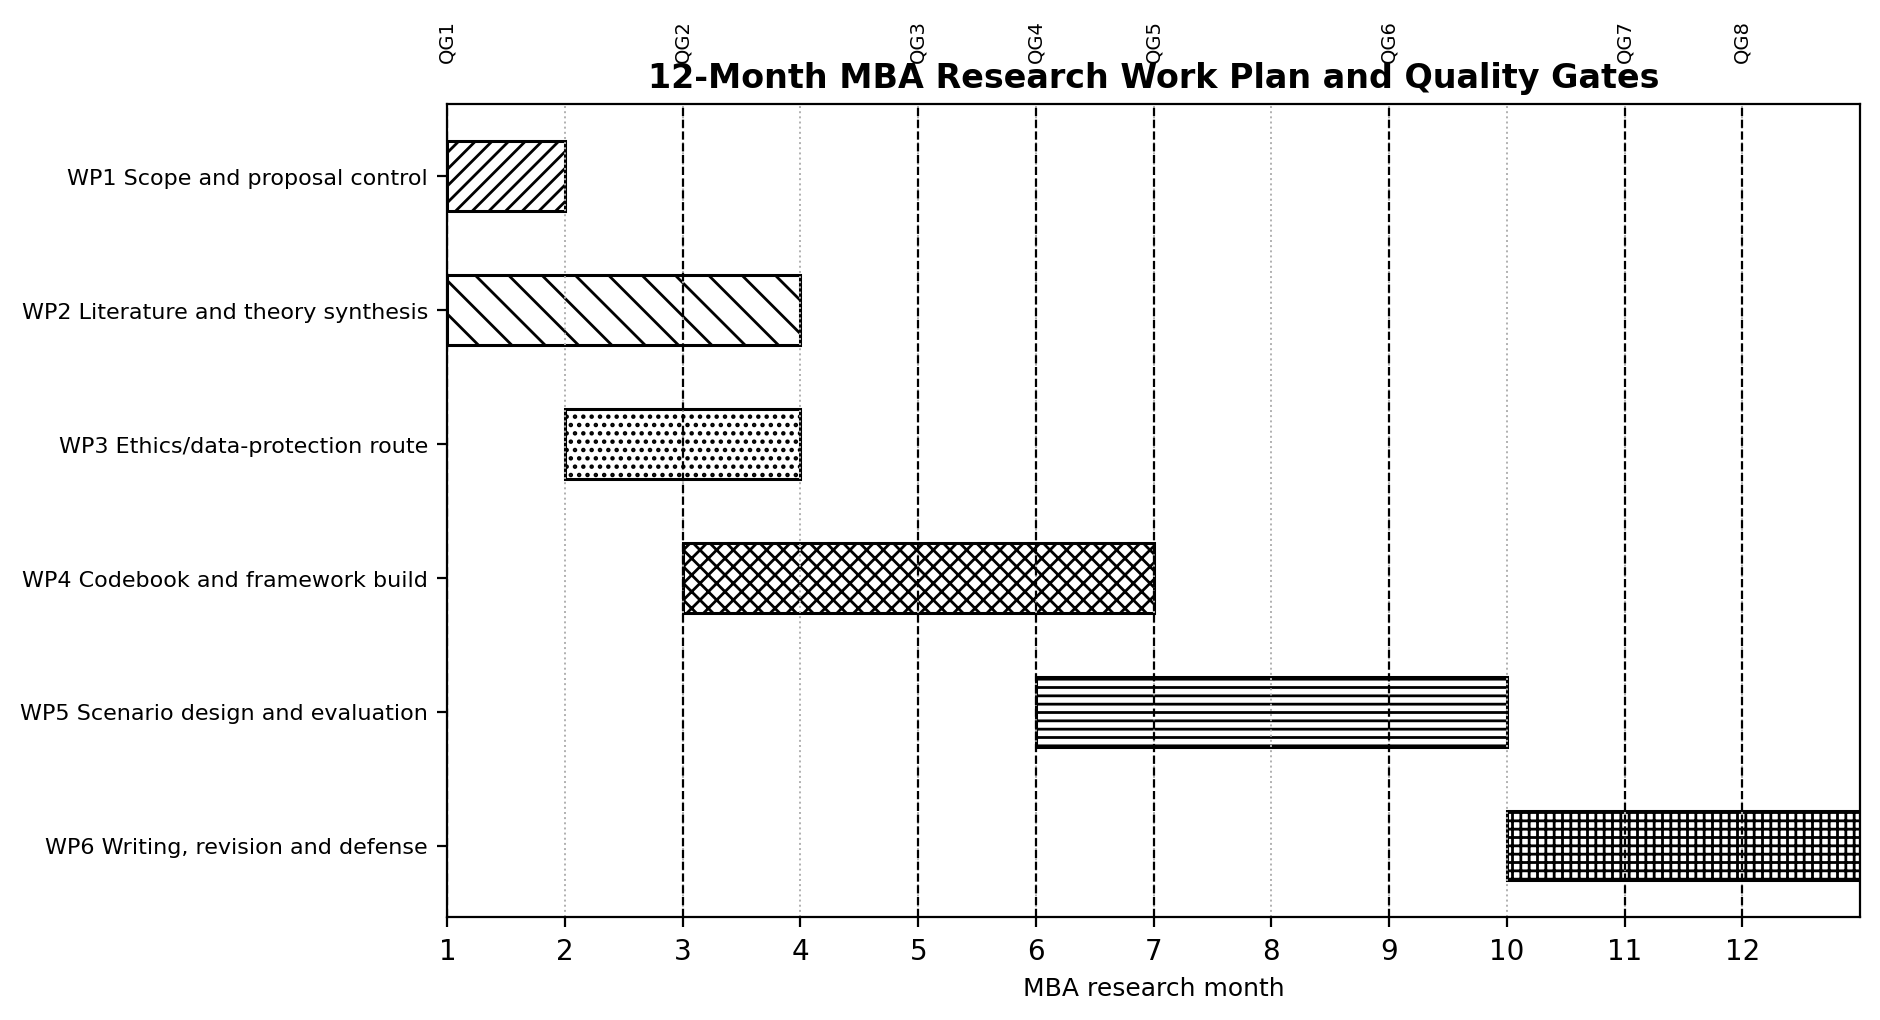 QG1 QG2 QG3 QG4 QG5 QG6 QG7 QG8
12-Month MBA Research Work Plan and Quality Gates
WP1 Scope and proposal control
WP2 Literature and theory synthesis
WP3 Ethics/data-protection route
WP4 Codebook and framework build
WP5 Scenario design and evaluation
WP6 Writing, revision and defense
1 2 3 4 5 6 7 8 9 10 11 12
MBA research month